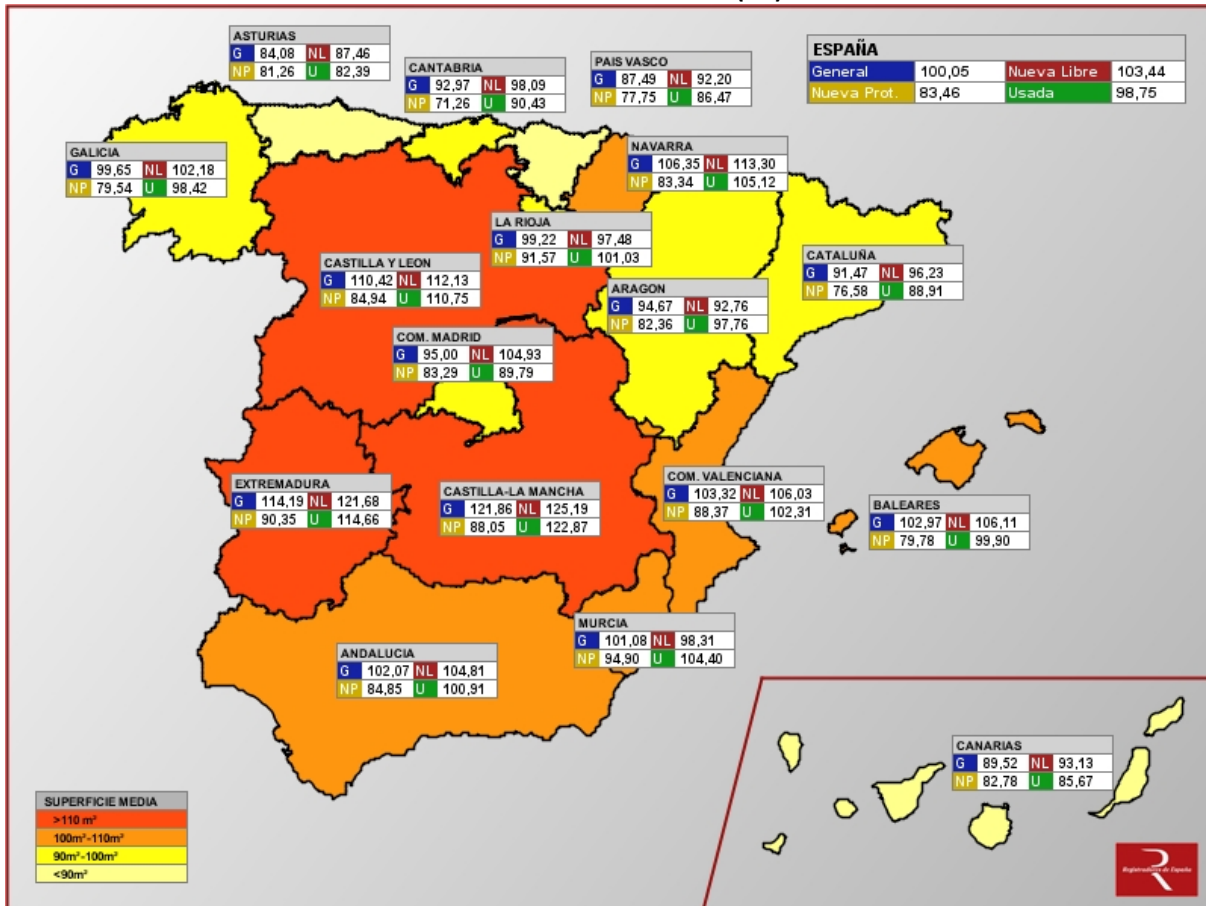 ASTURIAS
G 84,08 NL 87,46
NP 81,26 U 82,39
CANTABRIA
G 92,97 NL 98,09
NP 71,26 U 90,43
PAIS VASCO
G 87,49 NL 92,20
NP 77,75 U 86,47
ESPAÑA
General 100,05 Nueva Libre 103,44
Nueva Prot. 83,46 Usada 98,75
GALICIA
G 99,65 NL 102,18
NP 79,54 U 98,42
NAVARRA
G 106,35 NL 113,30
NP 83,34 U 105,12
LA RIOJA
G 99,22 NL 97,48
NP 91,57 U 101,03
CASTILLA Y LEON
G 110,42 NL 112,13
NP 84,94 U 110,75
CATALUÑA
G 91,47 NL 96,23
NP 76,58 U 88,91
ARAGON
G 94,67 NL 92,76
NP 82,36 U 97,76
COM. MADRID
G 95,00 NL 104,93
NP 83,29 U 89,79
EXTREMADURA
G 114,19 NL 121,68
NP 90,35 U 114,66
CASTILLA-LA MANCHA
G 121,86 NL 125,19
NP 88,05 U 122,87
COM. VALENCIANA
G 103,32 NL 106,03
NP 88,37 U 102,31
BALEARES
G 102,97 NL 106,11
NP 79,78 U 99,90
MURCIA
G 101,08 NL 98,31
NP 94,90 U 104,40
ANDALUCIA
G 102,07 NL 104,81
NP 84,85 U 100,91
CANARIAS
G 89,52 NL 93,13
NP 82,78 U 85,67
SUPERFICIE MEDIA
>110 m²
100m²-110m²
90m²-100m²
<90m²
R
Registradores de España